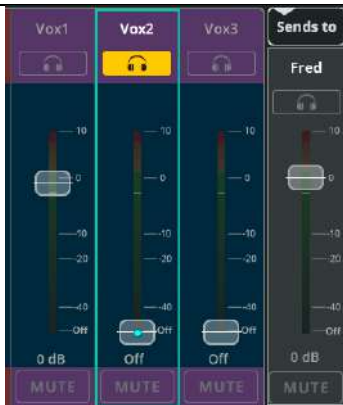 Vox1 Vox2 Vox3 Sends to
Fred
10 10 10 10
0 0 0 0
-10 -10 -10 -10
-20 -20 -20 -20
-40 -40 -40 -40
Off Off Off Off
0 dB Off Off 0 dB
MUTE MUTE MUTE MUTE